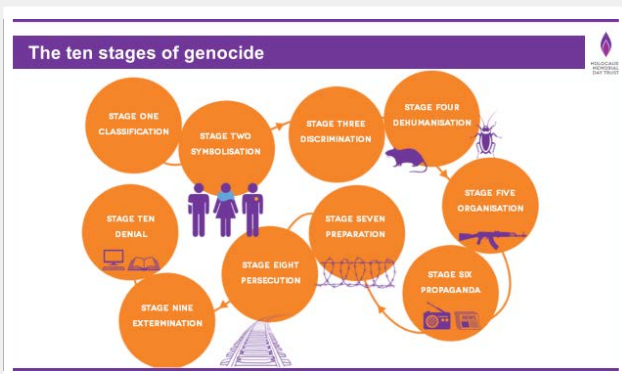 The ten stages of genocide
HOLOCAUST
MEMORIAL
DAY TRUST
STAGE ONE
CLASSIFICATION
STAGE TWO
SYMBOLISATION
STAGE THREE
DISCRIMINATION
STAGE FOUR
DEHUMANISATION
STAGE FIVE
ORGANISATION
STAGE SIX
PROPAGANDA
NEWS
STAGE SEVEN
PREPARATION
STAGE EIGHT
PERSECUTION
STAGE NINE
EXTERMINATION
STAGE TEN
DENIAL